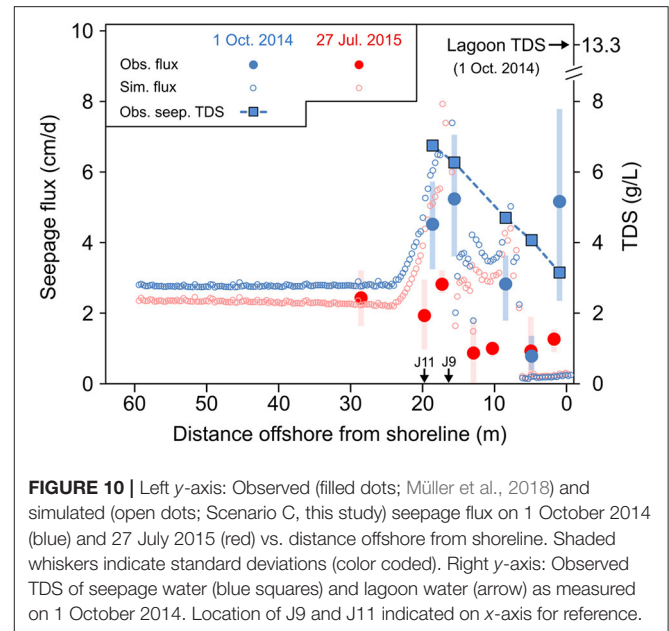 10
8
6
4
2
0
Seepage flux (cm/d)
1 Oct. 2014 27 Jul. 2015
Obs. flux
Sim. flux
Obs. seep. TDS
Lagoon TDS
(1 Oct. 2014)
13.3
8
6
4
2
0
TDS (g/L)
J11 J9
60 50 40 30 20 10 0
Distance offshore from shoreline (m)
FIGURE 10 | Left y-axis: Observed (filled dots; Müller et al., 2018) and
simulated (open dots; Scenario C, this study) seepage flux on 1 October 2014
(blue) and 27 July 2015 (red) vs. distance offshore from shoreline. Shaded
whiskers indicate standard deviations (color coded). Right y-axis: Observed
TDS of seepage water (blue squares) and lagoon water (arrow) as measured
on 1 October 2014. Location of J9 and J11 indicated on x-axis for reference.